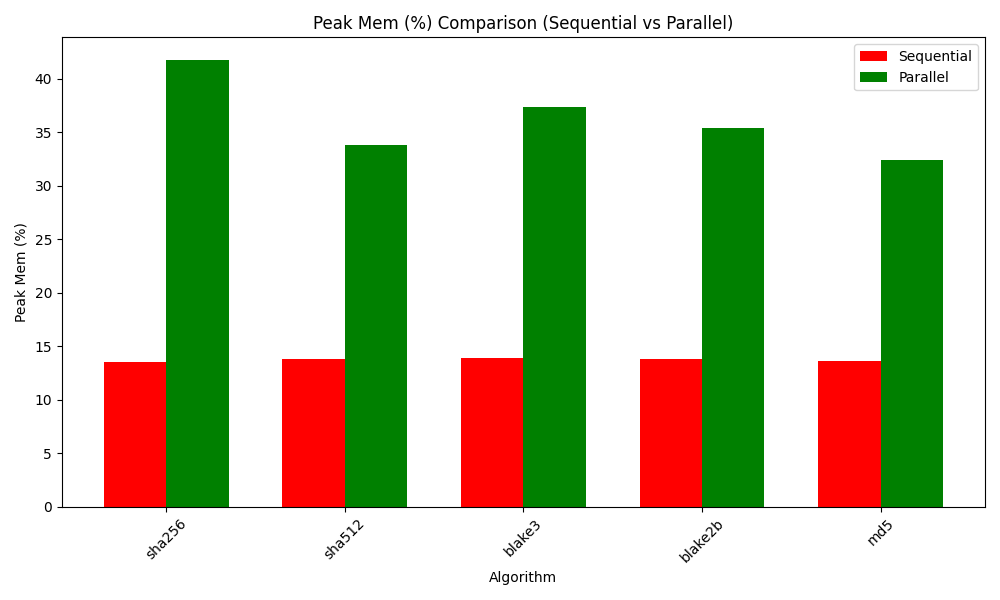 Peak Mem (%) Comparison (Sequential vs Parallel)
Sequential
Parallel
Peak Mem (%)
40
35
30
25
20
15
10
5
0
sha256
sha512
blake3
blake2b
md5
Algorithm